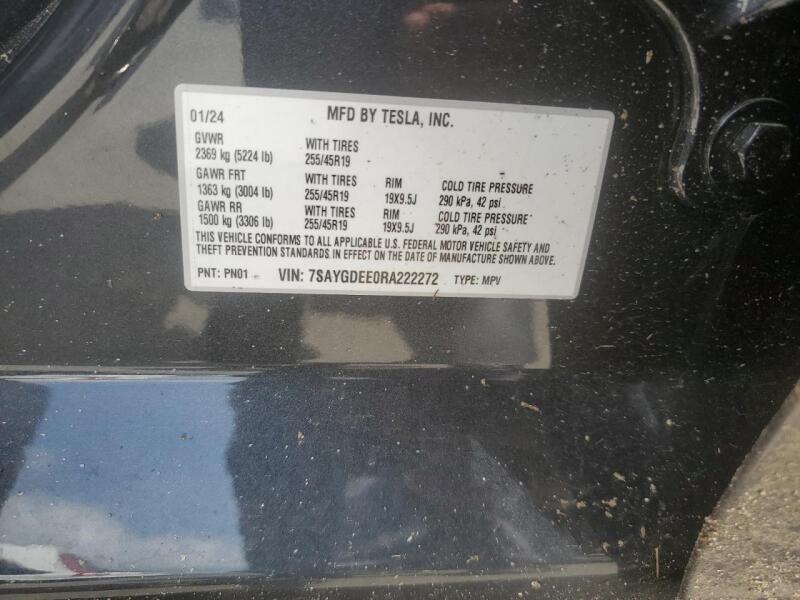 01/24 MFD BY TESLA, INC.
GVWR WITH TIRES
2369 kg (5224 lb) 255/45R19
GAWR FRT WITH TIRES RIM COLD TIRE PRESSURE
1363 kg (3004 lb) 255/45R19 19X9.5J 290 kPa, 42 psi
GAWR RR WITH TIRES RIM COLD TIRE PRESSURE
1500 kg (3306 lb) 255/45R19 19X9.5J 290 kPa, 42 psi
THIS VEHICLE CONFORMS TO ALL APPLICABLE U.S. FEDERAL MOTOR VEHICLE SAFETY AND
THEFT PREVENTION STANDARDS IN EFFECT ON THE DATE OF MANUFACTURE SHOWN ABOVE.
PNT: PN01 VIN: 7SAYGDEE0RA222272 TYPE: MPV